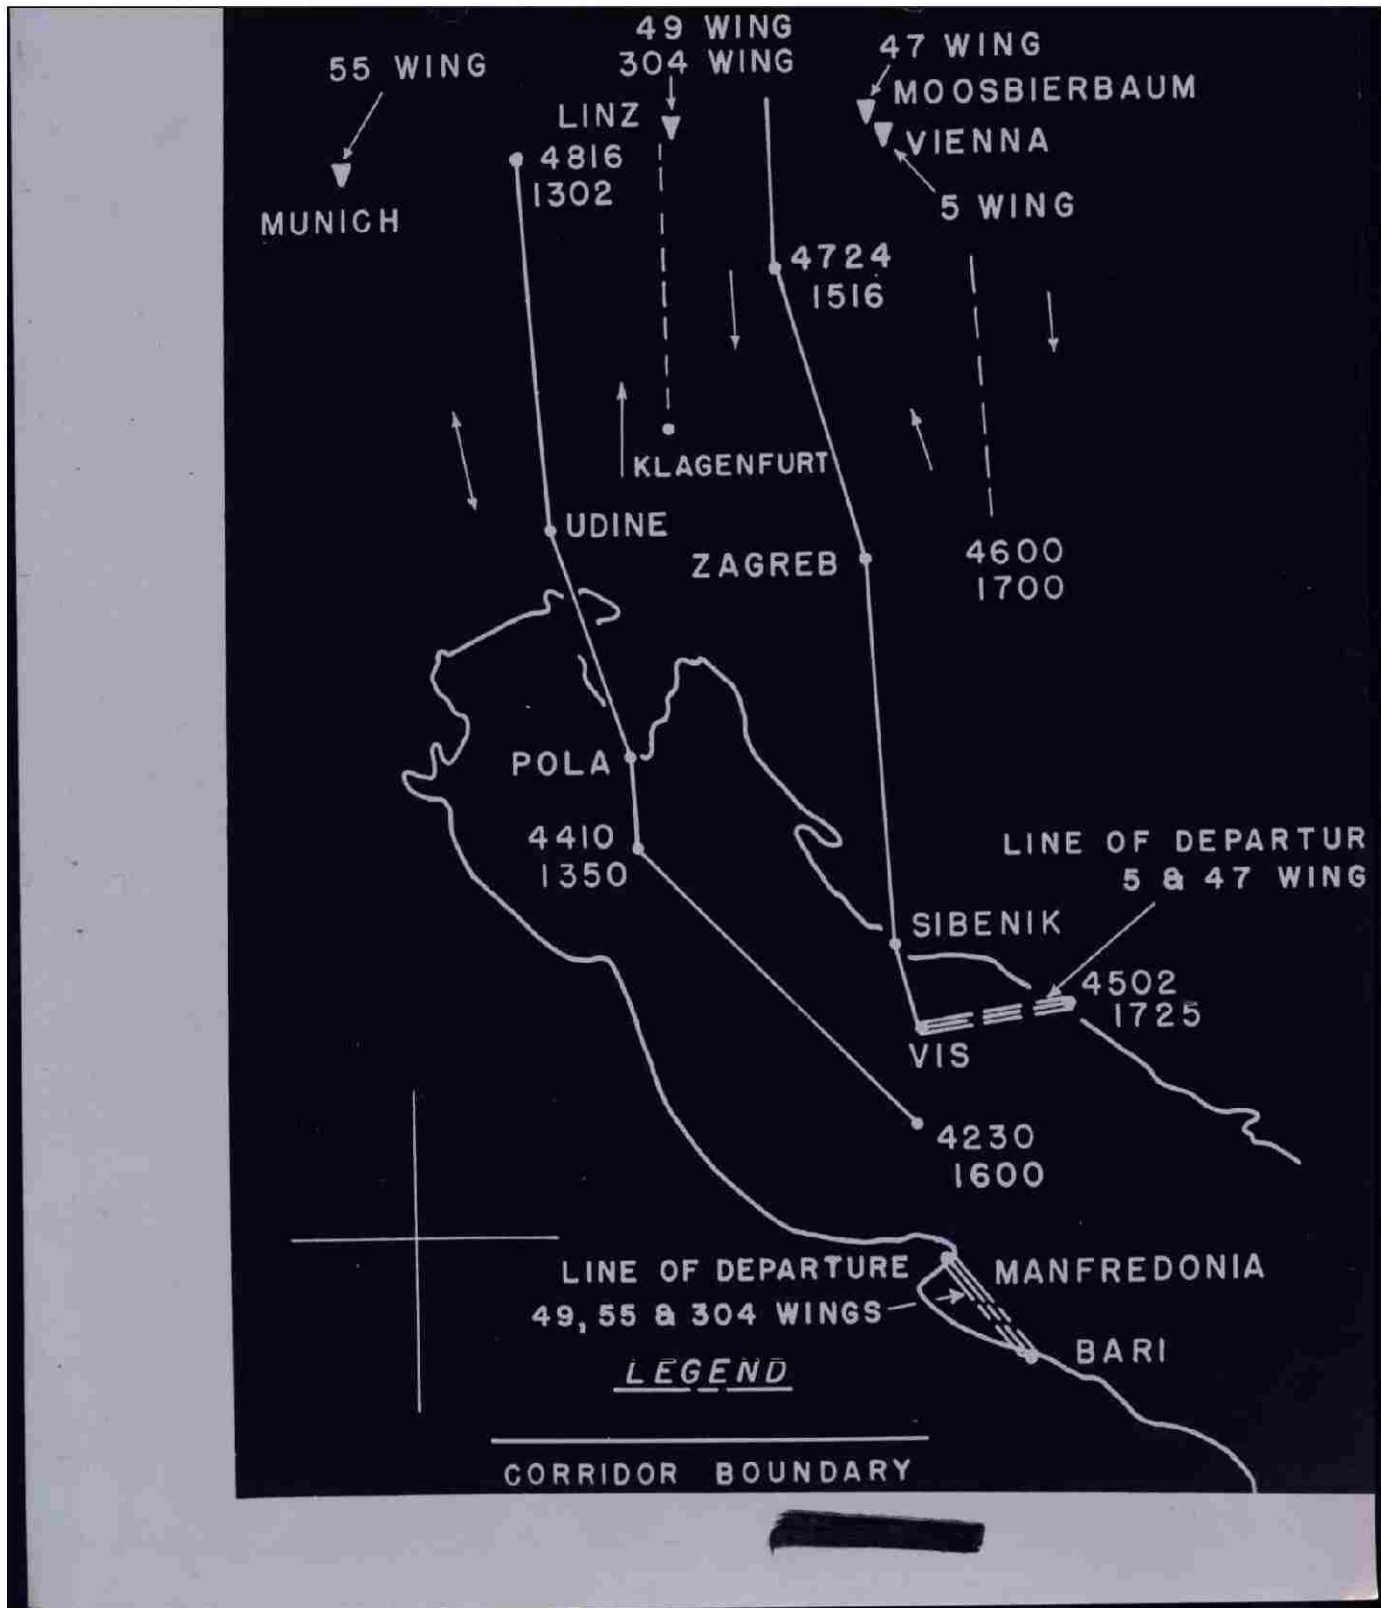 49 WING
304 WING
47 WING
55 WING
MOOSBIERBAUM
LINZ
VIENNA
4816
1302
5 WING
MUNICH
4724
1516
KLAGENFURT
UDINE
ZAGREB
4600
1700
POLA
4410
1350
LINE OF DEPARTUR
5 & 47 WING
SIBENIK
4502
1725
VIS
4230
1600
LINE OF DEPARTURE
49, 55 & 304 WINGS
MANFREDONIA
BARI
LEGEND
CORRIDOR BOUNDARY